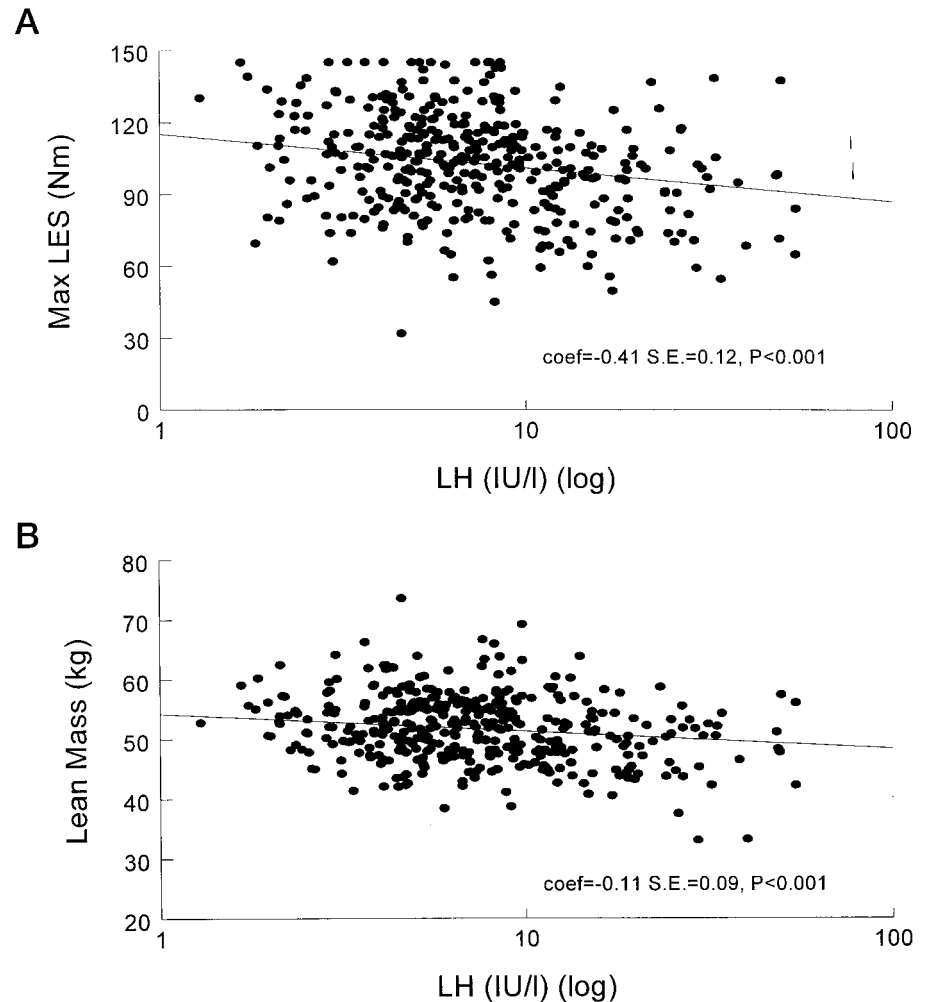 A
150
120
90
60
30
0
Max LES (Nm)
coef=-0.41 S.E.=0.12, P<0.001
1 10 100
LH (IU/l) (log)
B
80
70
60
50
40
30
20
Lean Mass (kg)
coef=-0.11 S.E.=0.09, P<0.001
1 10 100
LH (IU/l) (log)